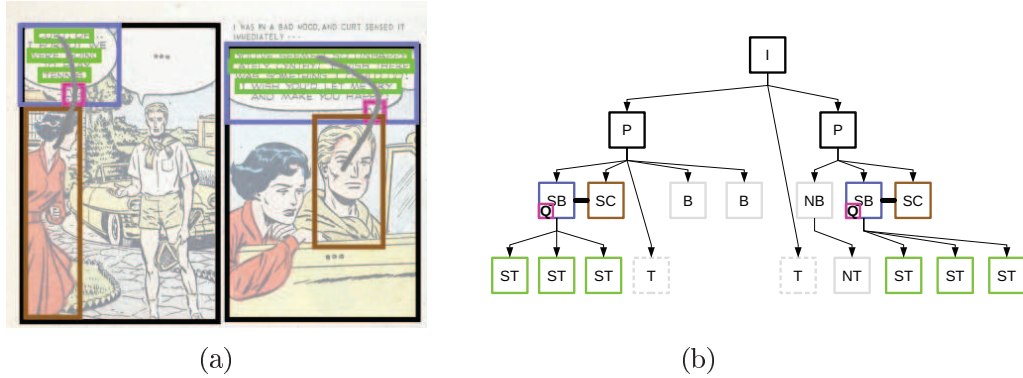 I WAS IN A BAD MOOD, AND CURT SENSED IT
IMMEDIATELY ---
TENNIS
I WISH YOU'D LET ME TRY
AND MAKE YOU
(a)
I
P P
SB SC B B NB SB SC
Q Q
ST ST ST T T NT ST ST ST
(b)